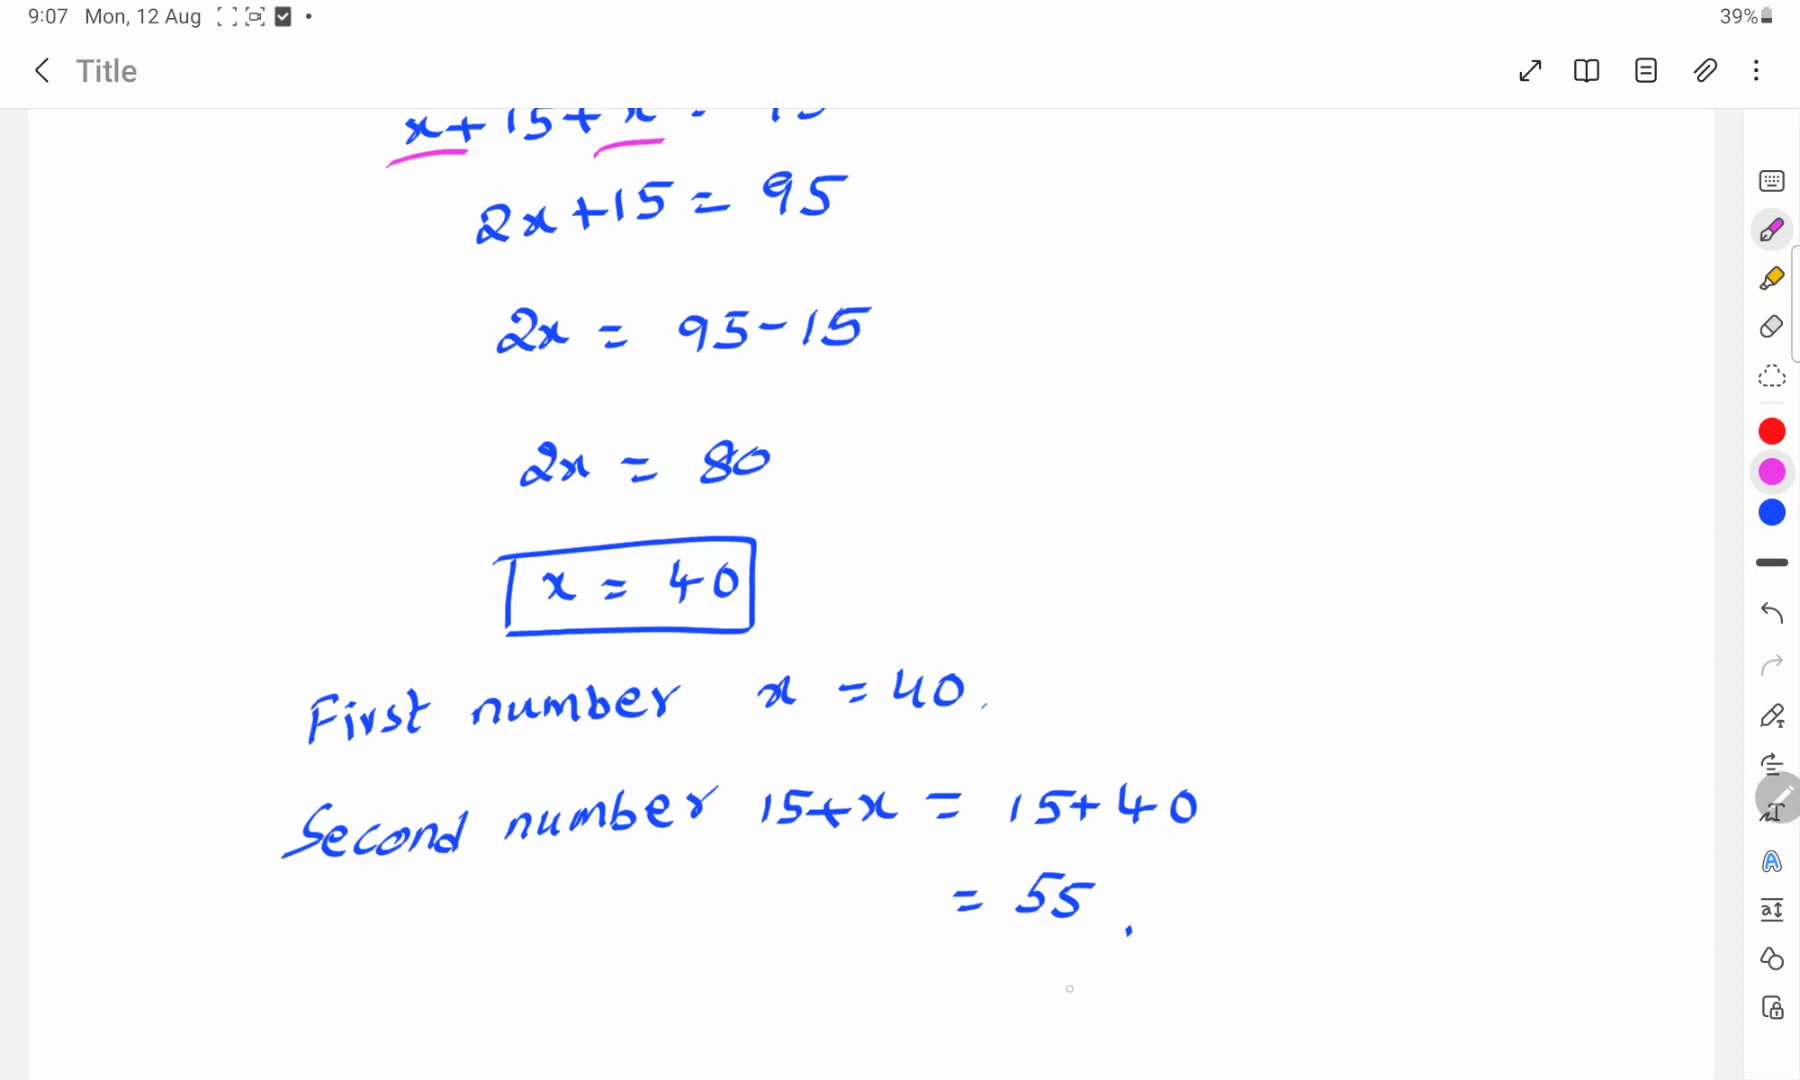 9:07 Mon, 12 Aug 39%
Title
x+15+x
2x+15 = 95
2x = 95-15
2x = 80
x = 40
First number x = 40.
Second number 15+x = 15+40
= 55.